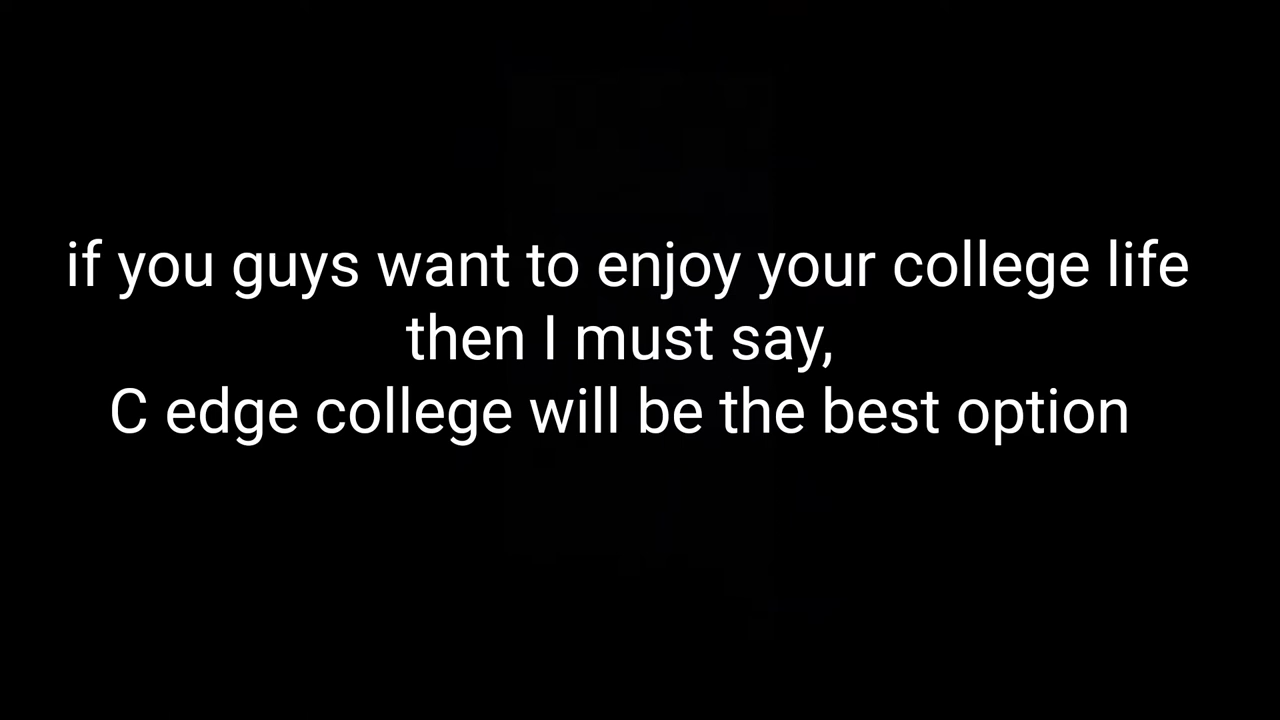 if you guys want to enjoy your college life
then I must say,
C edge college will be the best option